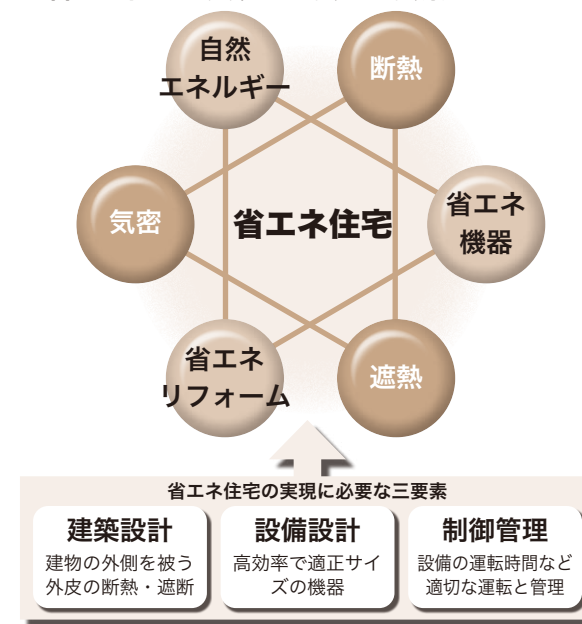 自然
エネルギー
断熱
気密
省エネ住宅
省エネ
機器
省エネ
リフォーム
遮熱
省エネ住宅の実現に必要な三要素
建築設計
建物の外側を被う
外皮の断熱・遮断
設備設計
高効率で適正サイ
ズの機器
制御管理
設備の運転時間など
適切な運転と管理